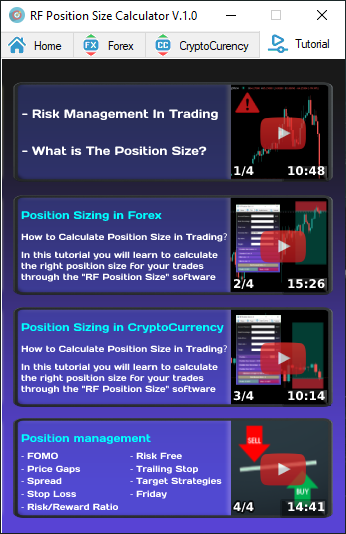 RF Position Size Calculator V.1.0
Home
FX
Forex
CC
CryptoCurency
Tutorial
- Risk Management In Trading
- What is The Position Size?
1/4
10:48
Position Sizing in Forex
How to Calculate Position Size in Trading?
In this tutorial you will learn to calculate
the right position size for your trades
through the "RF Position Size" software
2/4
15:26
Position Sizing in CryptoCurrency
How to Calculate Position Size in Trading?
In this tutorial you will learn to calculate
the right position size for your trades
through the "RF Position Size" software
3/4
10:14
Position management
- FOMO
- Price Gaps
- Spread
- Stop Loss
- Risk/Reward Ratio
- Risk Free
- Trailing Stop
- Target Strategies
- Friday
SELL
BUY
4/4
14:41